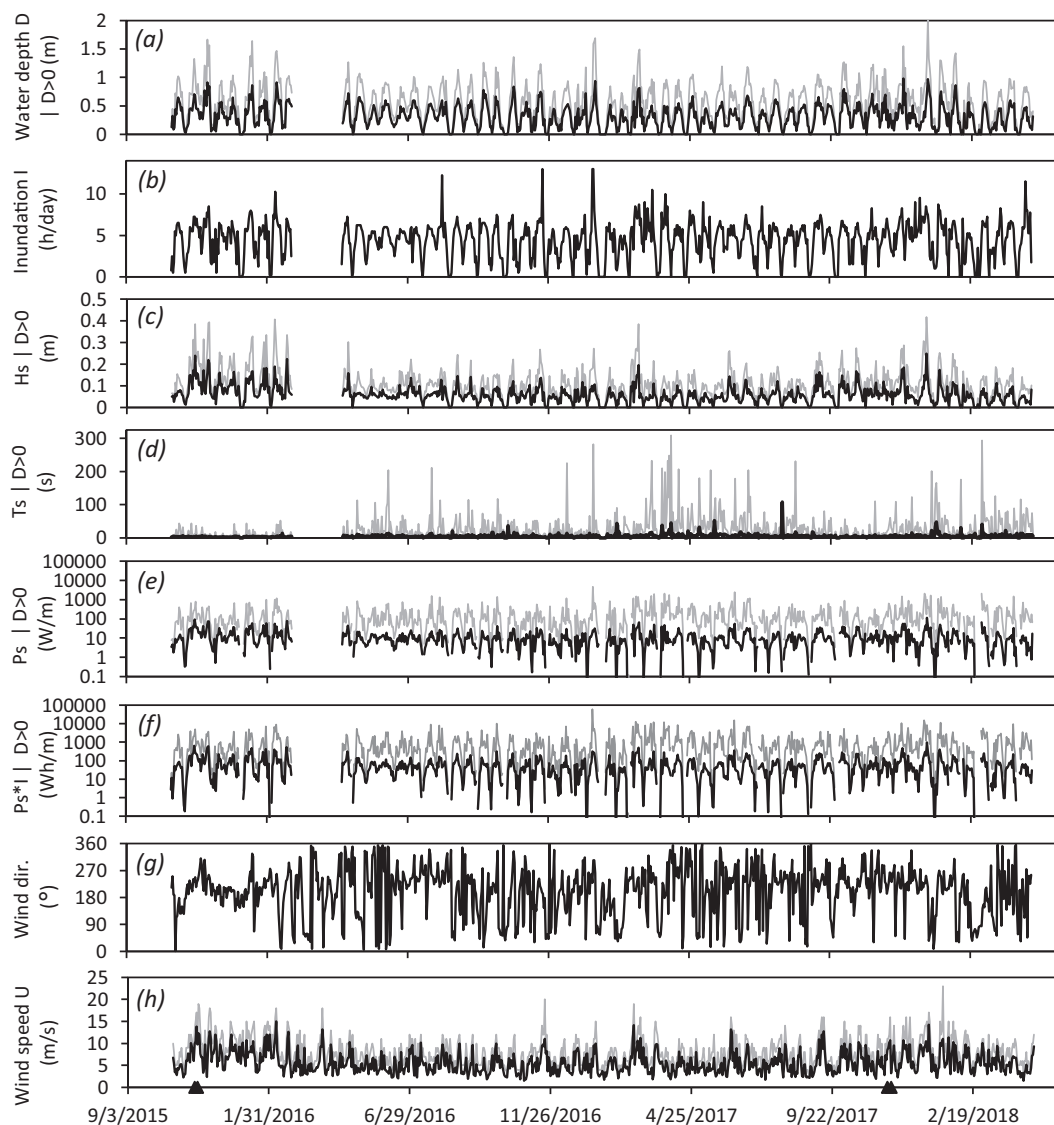 Water depth D
| D>0 (m)
2
1.5
1
0.5
0
(a)
Inundation I
(h/day)
10
5
0
(b)
Hs | D>0
(m)
0.5
0.4
0.3
0.2
0.1
0
(c)
Ts | D>0
(s)
300
200
100
0
(d)
Ps | D>0
(W/m)
100000
10000
1000
100
10
1
0.1
(e)
Ps*I | D>0
(Wh/m)
100000
10000
1000
100
10
1
0.1
(f)
Wind dir.
(°)
360
270
180
90
0
(g)
Wind speed U
(m/s)
25
20
15
10
5
0
(h)
9/3/2015 1/31/2016 6/29/2016 11/26/2016 4/25/2017 9/22/2017 2/19/2018